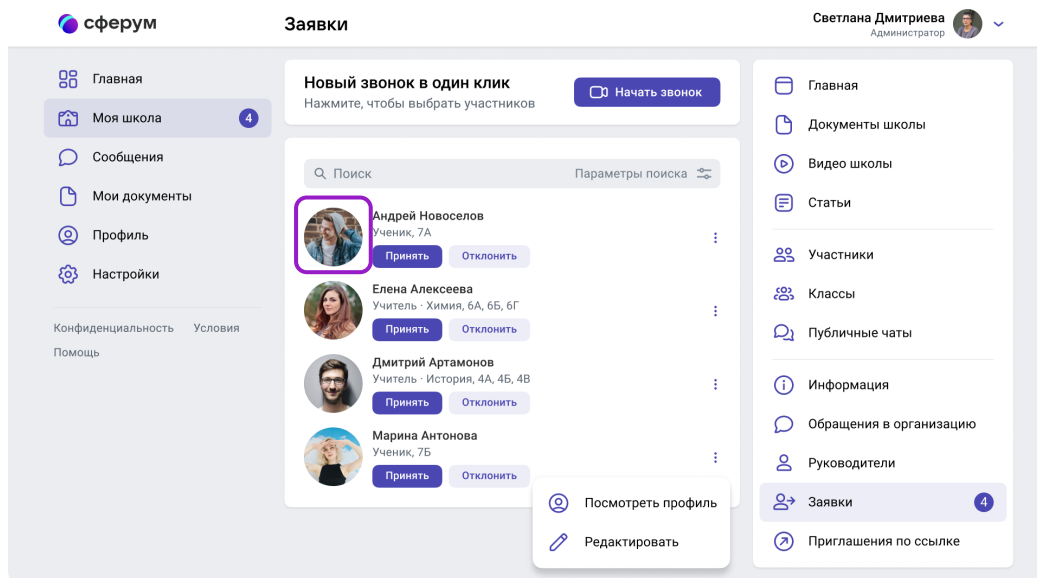 сферум
Заявки
Светлана Дмитриева
Администратор
Главная
Моя школа
4
Сообщения
Мои документы
Профиль
Настройки
Конфиденциальность Условия
Помощь
Новый звонок в один клик
Нажмите, чтобы выбрать участников
Начать звонок
Поиск
Параметры поиска
Андрей Новоселов
Ученик, 7А
Принять Отклонить
Елена Алексеева
Учитель · Химия, 6А, 6Б, 6Г
Принять Отклонить
Дмитрий Артамонов
Учитель · История, 4А, 4Б, 4В
Принять Отклонить
Марина Антонова
Ученик, 7Б
Принять Отклонить
Посмотреть профиль
Редактировать
Главная
Документы школы
Видео школы
Статьи
Участники
Классы
Публичные чаты
Информация
Обращения в организацию
Руководители
Заявки
4
Приглашения по ссылке